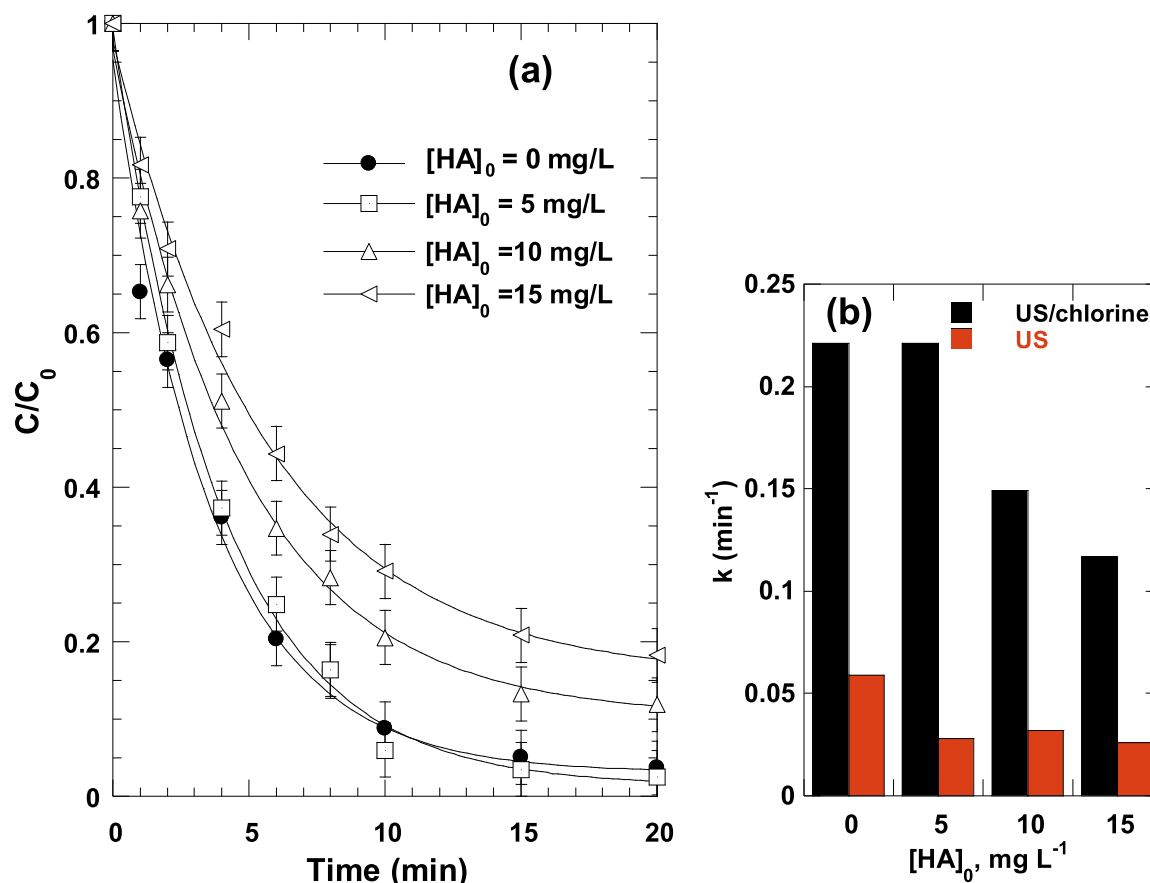 1
0.8
0.6
0.4
0.2
0
C/C0
(a)
[HA]0 = 0 mg/L
[HA]0 = 5 mg/L
[HA]0 =10 mg/L
[HA]0 =15 mg/L
0 5 10 15 20
Time (min)
0.25
0.2
0.15
0.1
0.05
0
k (min-1)
(b)
US/chlorine
US
0 5 10 15
[HA]0, mg L-1